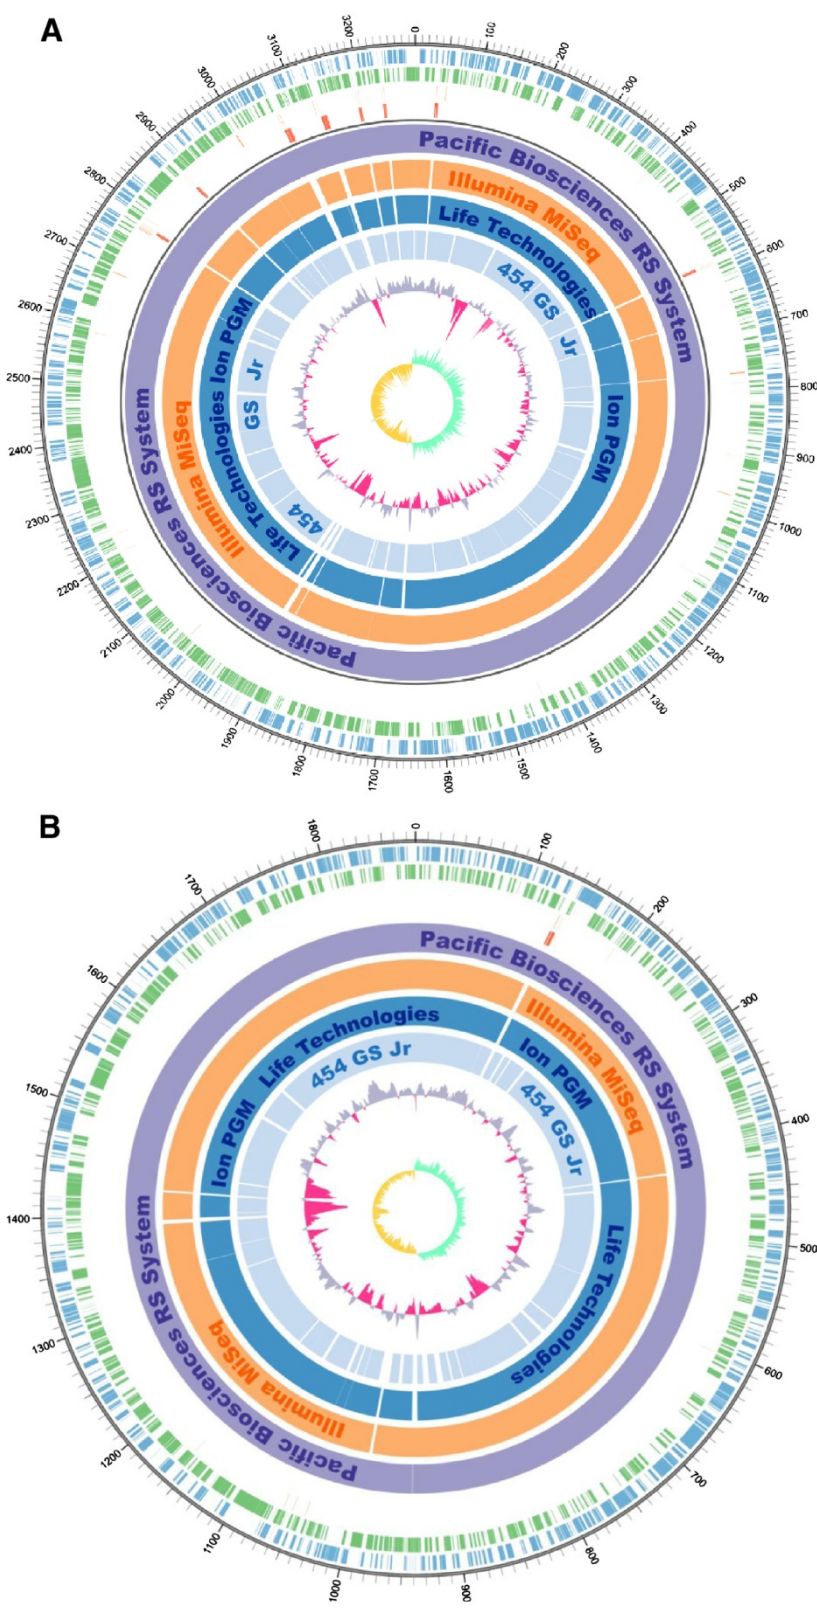 A
0
100
200
300
400
500
600
700
800
900
1000
1100
1200
1300
1400
1500
1600
1700
1800
1900
2000
2100
2200
2300
2400
2500
2600
2700
2800
2900
3000
3100
3200
Pacific Biosciences RS System
Illumina MiSeq
Life Technologies
Ion PGM
454 GS Jr
Pacific Biosciences RS System
Illumina MiSeq
Life Technologies Ion PGM
454 GS Jr
B
0
100
200
300
400
500
600
700
800
900
1000
1100
1200
1300
1400
1500
1600
1700
1800
Pacific Biosciences RS System
Illumina MiSeq
Ion PGM
454 GS Jr
Life Technologies
Pacific Biosciences RS System
Illumina MiSeq
Ion PGM Life Technologies
454 GS Jr